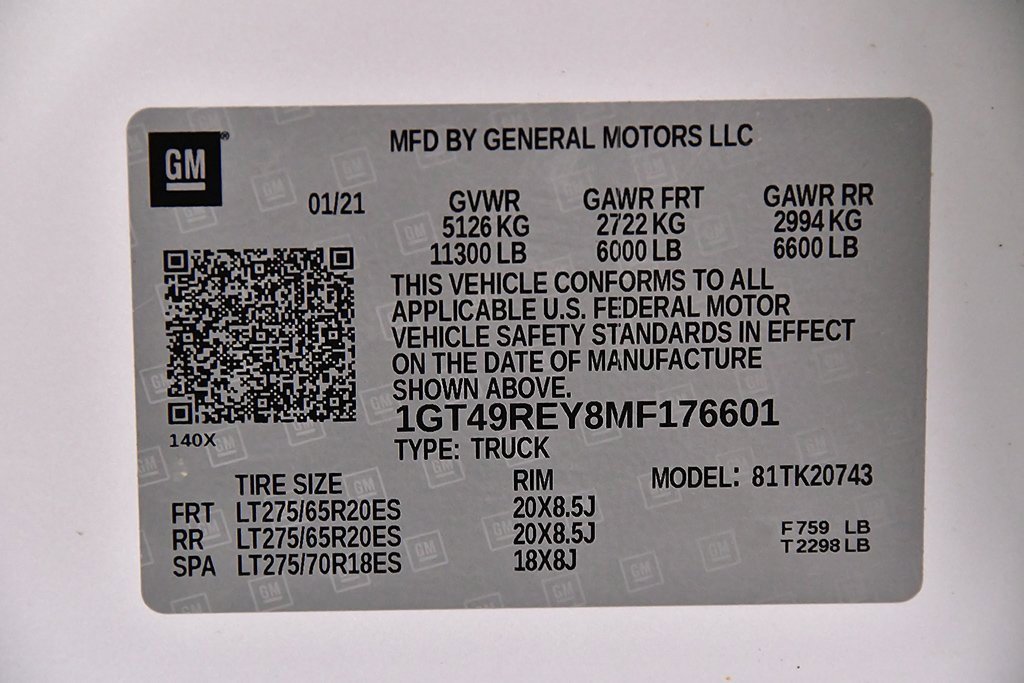 GM®
MFD BY GENERAL MOTORS LLC
01/21 GVWR GAWR FRT GAWR RR
5126 KG 2722 KG 2994 KG
11300 LB 6000 LB 6600 LB
THIS VEHICLE CONFORMS TO ALL
APPLICABLE U.S. FEDERAL MOTOR
VEHICLE SAFETY STANDARDS IN EFFECT
ON THE DATE OF MANUFACTURE
SHOWN ABOVE.
1GT49REY8MF176601
140X
TYPE: TRUCK
TIRE SIZE RIM MODEL: 81TK20743
FRT LT275/65R20ES 20X8.5J
RR LT275/65R20ES 20X8.5J
SPA LT275/70R18ES 18X8J
F 759 LB
T 2298 LB